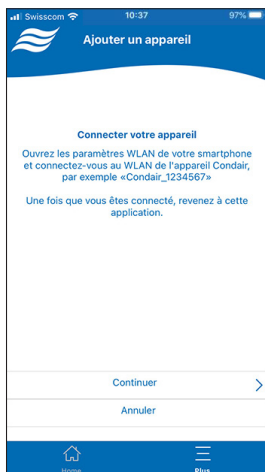 Swisscom 10:37 97%
Ajouter un appareil
Connecter votre appareil
Ouvrez les paramètres WLAN de votre smartphone
et connectez-vous au WLAN de l'appareil Condair,
par exemple «Condair_1234567»
Une fois que vous êtes connecté, revenez à cette
application.
Continuer
Annuler
Home Plus